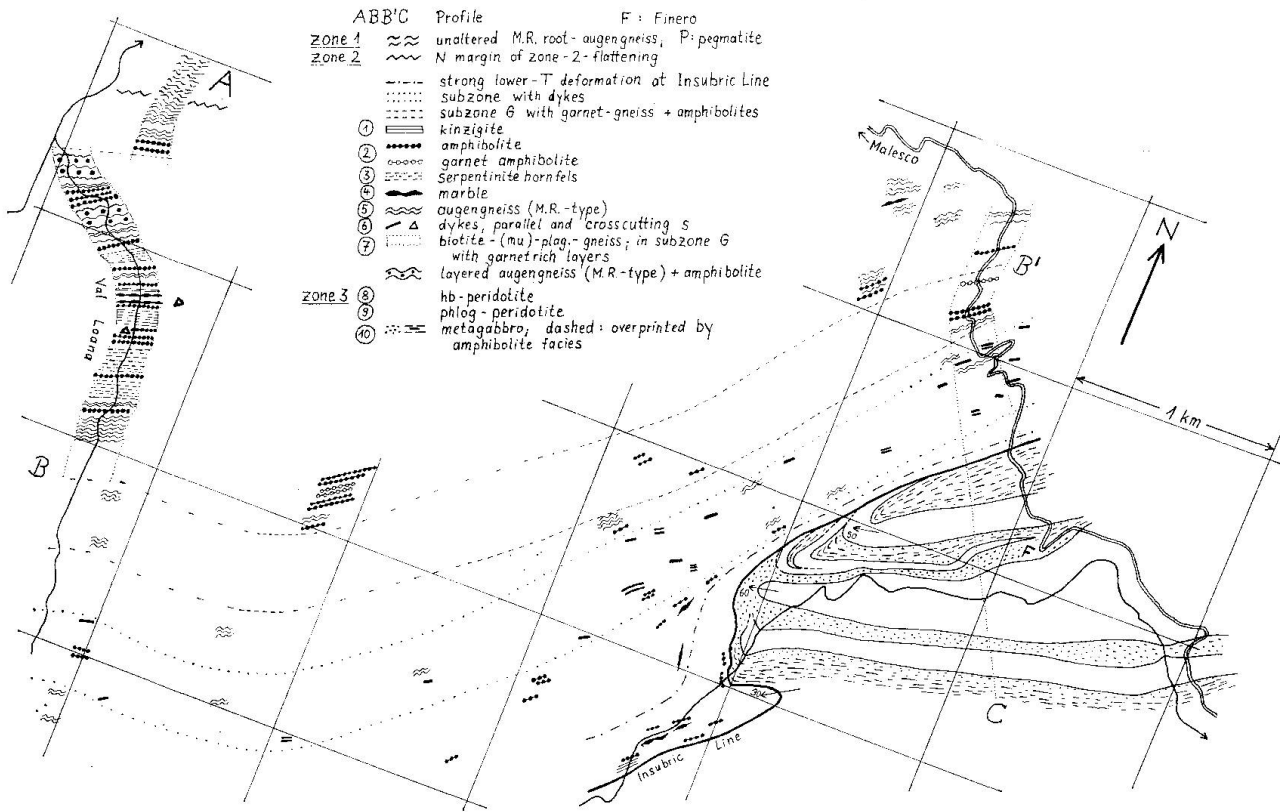 ABB'C Profile F : Finero
zone 1 unaltered M.R. root-augengneiss, P: pegmatite
zone 2 N margin of zone-2-flattening
strong lower-T deformation at Insubric Line
subzone with dykes
subzone G with garnet-gneiss + amphibolites
① kinzigite
② amphibolite
garnet amphibolite
③ serpentinite hornfels
④ marble
⑤ augengneiss (M.R.-type)
⑥ dykes, parallel and crosscutting s
⑦ biotite-(mu)-plag.-gneiss, in subzone G
with garnetrich layers
layered augengneiss (M.R.-type) + amphibolite
zone 3 ⑧ hb-peridotite
⑨ phlog-peridotite
⑩ metagabbro, dashed: overprinted by
amphibolite facies
A
Malesco
N
B'
Val Loana
1 km
B
50
F
60
30
C
Insubric Line